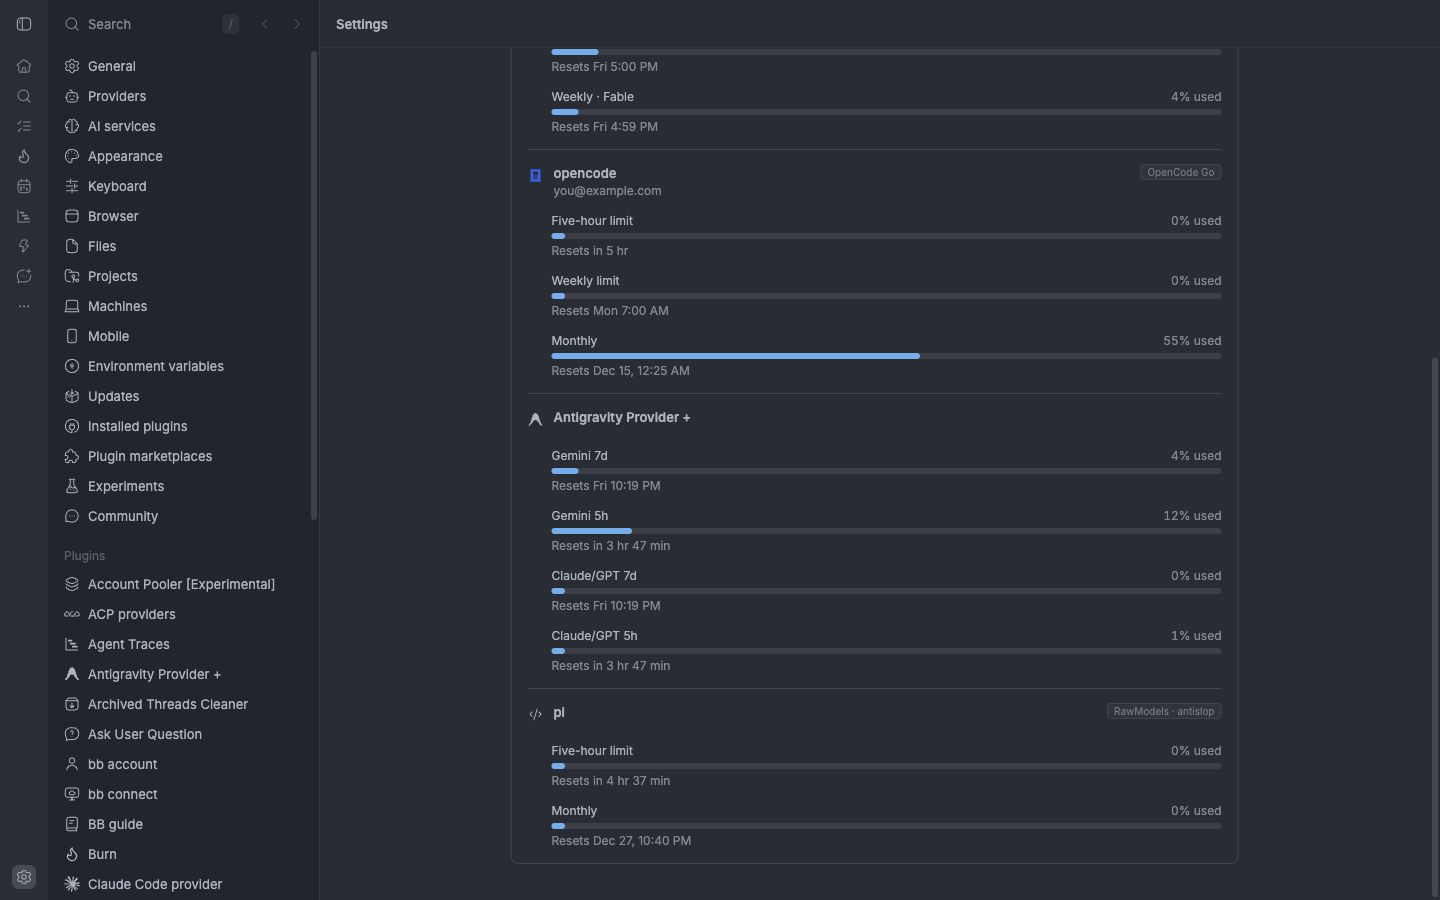 Search
/
General
Providers
AI services
Appearance
Keyboard
Browser
Files
Projects
Machines
Mobile
Environment variables
Updates
Installed plugins
Plugin marketplaces
Experiments
Community
Plugins
Account Pooler [Experimental]
ACP providers
Agent Traces
Antigravity Provider +
Archived Threads Cleaner
Ask User Question
bb account
bb connect
BB guide
Burn
Claude Code provider
Settings
Resets Fri 5:00 PM
Weekly · Fable 4% used
Resets Fri 4:59 PM
opencode OpenCode Go
you@example.com
Five-hour limit 0% used
Resets in 5 hr
Weekly limit 0% used
Resets Mon 7:00 AM
Monthly 55% used
Resets Dec 15, 12:25 AM
Antigravity Provider +
Gemini 7d 4% used
Resets Fri 10:19 PM
Gemini 5h 12% used
Resets in 3 hr 47 min
Claude/GPT 7d 0% used
Resets Fri 10:19 PM
Claude/GPT 5h 1% used
Resets in 3 hr 47 min
pi RawModels · antislop
Five-hour limit 0% used
Resets in 4 hr 37 min
Monthly 0% used
Resets Dec 27, 10:40 PM